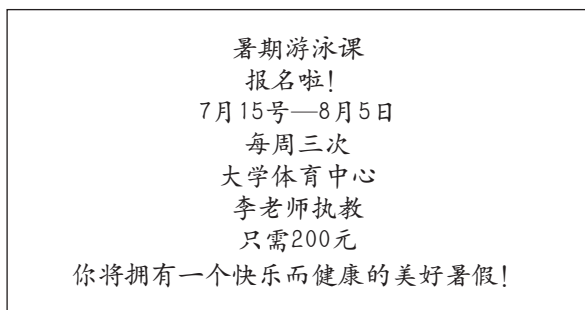 暑期游泳课
报名啦！
7月15号—8月5日
每周三次
大学体育中心
李老师执教
只需200元
你将拥有一个快乐而健康的美好暑假！